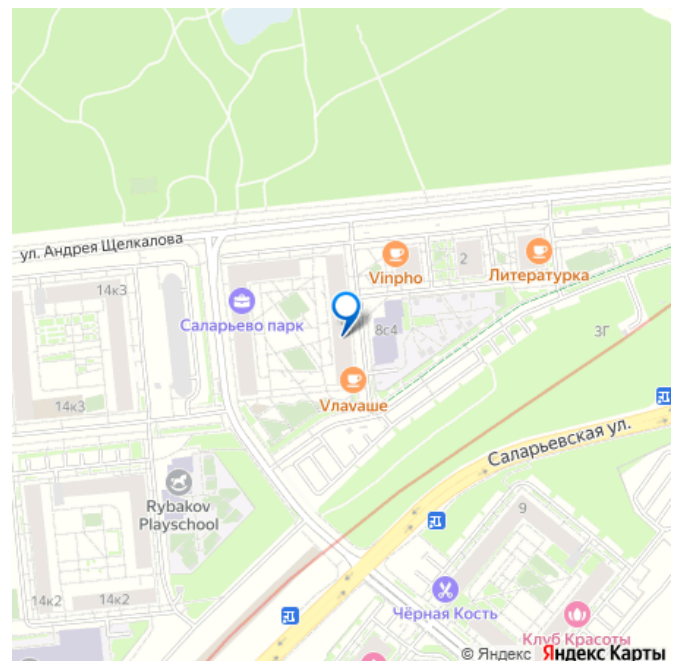 ул. Андрея Щелкалова
14к3
Саларьево парк
Vinpho
2
Литературка
8с4
3Г
14к3
Vлаvаше
Саларьевская ул.
Rybakov
Playschool
9
14к2
14к2
Чёрная Кость
Клуб Красоты
© Яндекс Яндекс Карты